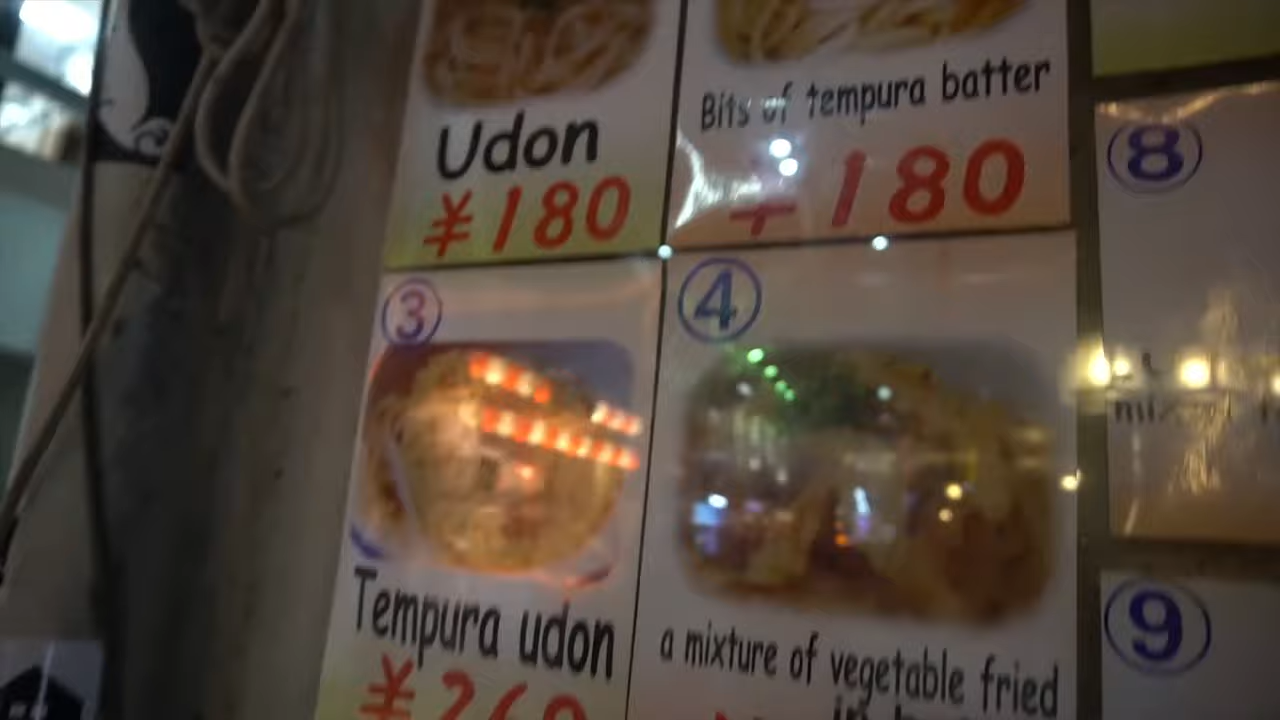 Udon
¥180
Bits of tempura batter
¥180
③
Tempura udon
¥260
④
a mixture of vegetable fried
⑧
⑨